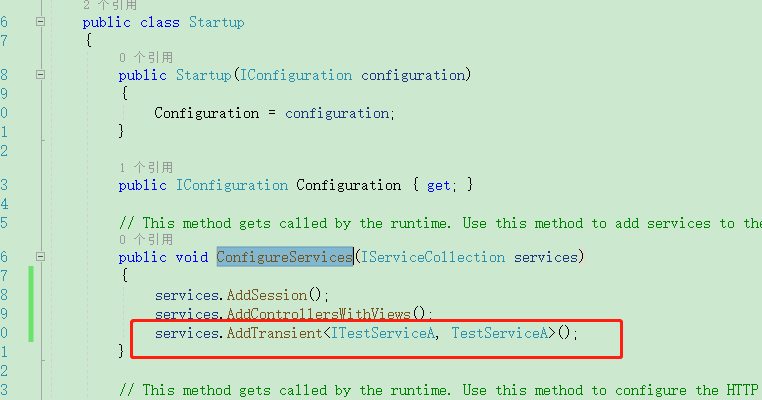 2 个引用
6 public class Startup
7 {
0 个引用
8 public Startup(IConfiguration configuration)
9 {
0 Configuration = configuration;
1 }
2
1 个引用
3 public IConfiguration Configuration { get; }
4
5 // This method gets called by the runtime. Use this method to add services to the
0 个引用
6 public void ConfigureServices(IServiceCollection services)
7 {
8 services.AddSession();
9 services.AddControllersWithViews();
0 services.AddTransient<ITestServiceA, TestServiceA>();
1 }
2
3 // This method gets called by the runtime. Use this method to configure the HTTP